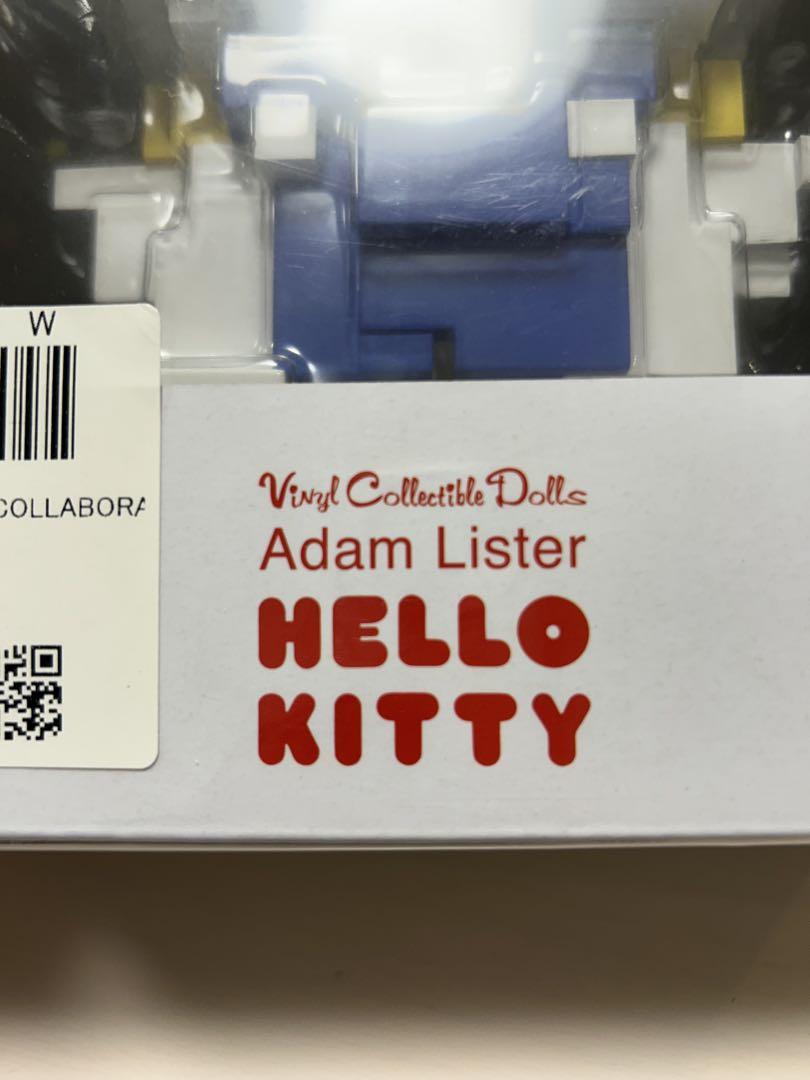 W
COLLABORA
Vinyl Collectible Dolls
Adam Lister
HELLO
KITTY